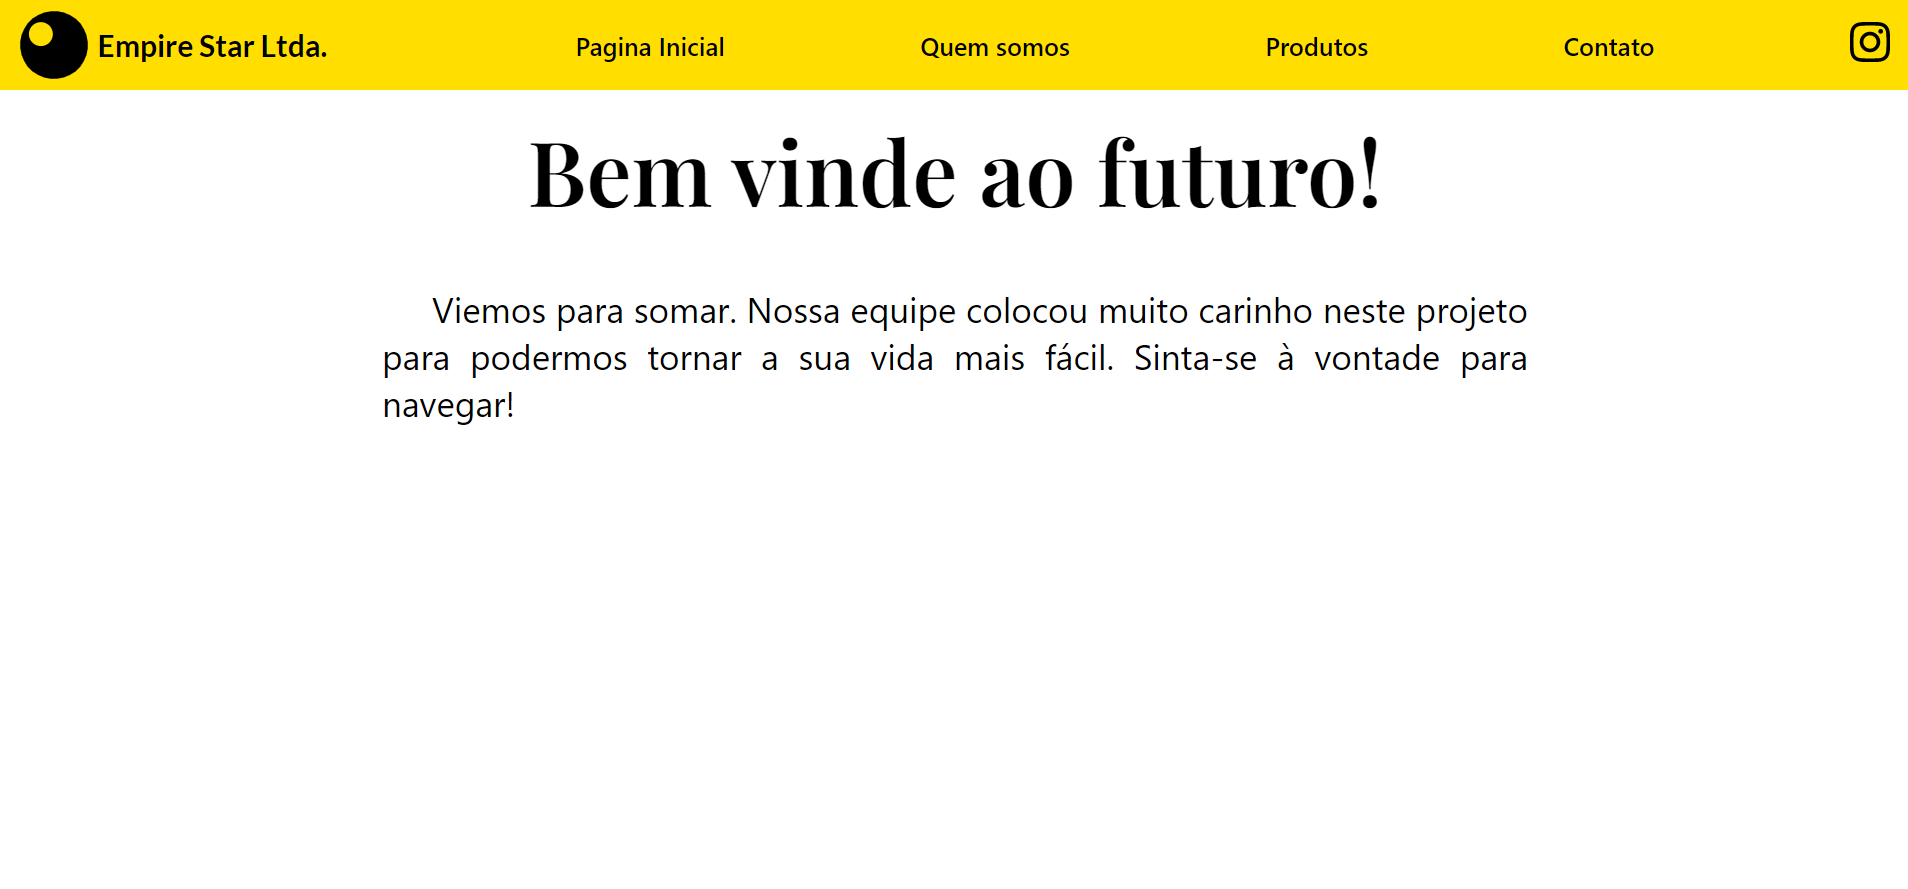 Empire Star Ltda.
Pagina Inicial
Quem somos
Produtos
Contato
Bem vinde ao futuro!
Viemos para somar. Nossa equipe colocou muito carinho neste projeto
para podermos tornar a sua vida mais fácil. Sinta-se à vontade para
navegar!